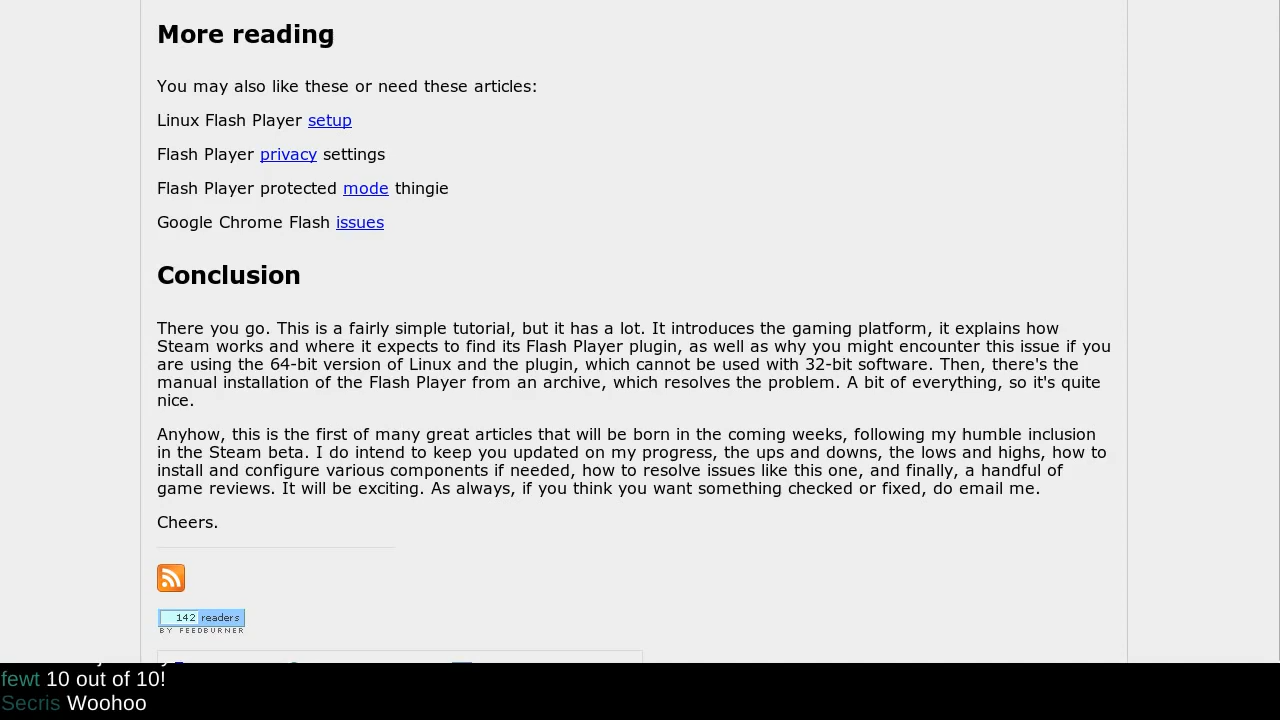 More reading
You may also like these or need these articles:
Linux Flash Player setup
Flash Player privacy settings
Flash Player protected mode thingie
Google Chrome Flash issues
Conclusion
There you go. This is a fairly simple tutorial, but it has a lot. It introduces the gaming platform, it explains how
Steam works and where it expects to find its Flash Player plugin, as well as why you might encounter this issue if you
are using the 64-bit version of Linux and the plugin, which cannot be used with 32-bit software. Then, there's the
manual installation of the Flash Player from an archive, which resolves the problem. A bit of everything, so it's quite
nice.
Anyhow, this is the first of many great articles that will be born in the coming weeks, following my humble inclusion
in the Steam beta. I do intend to keep you updated on my progress, the ups and downs, the lows and highs, how to
install and configure various components if needed, how to resolve issues like this one, and finally, a handful of
game reviews. It will be exciting. As always, if you think you want something checked or fixed, do email me.
Cheers.
142 readers
BY FEEDBURNER
fewt 10 out of 10!
Secris Woohoo